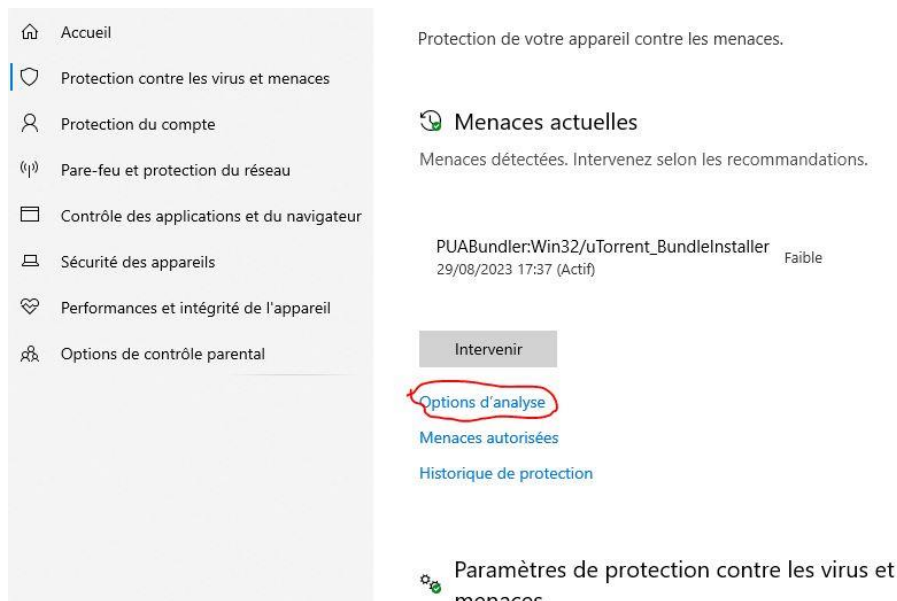 Accueil
Protection contre les virus et menaces
Protection du compte
Pare-feu et protection du réseau
Contrôle des applications et du navigateur
Sécurité des appareils
Performances et intégrité de l'appareil
Options de contrôle parental
Protection de votre appareil contre les menaces.
Menaces actuelles
Menaces détectées. Intervenez selon les recommandations.
PUABundler:Win32/uTorrent_BundleInstaller
Faible
29/08/2023 17:37 (Actif)
Intervenir
Options d'analyse
Menaces autorisées
Historique de protection
Paramètres de protection contre les virus et
menaces